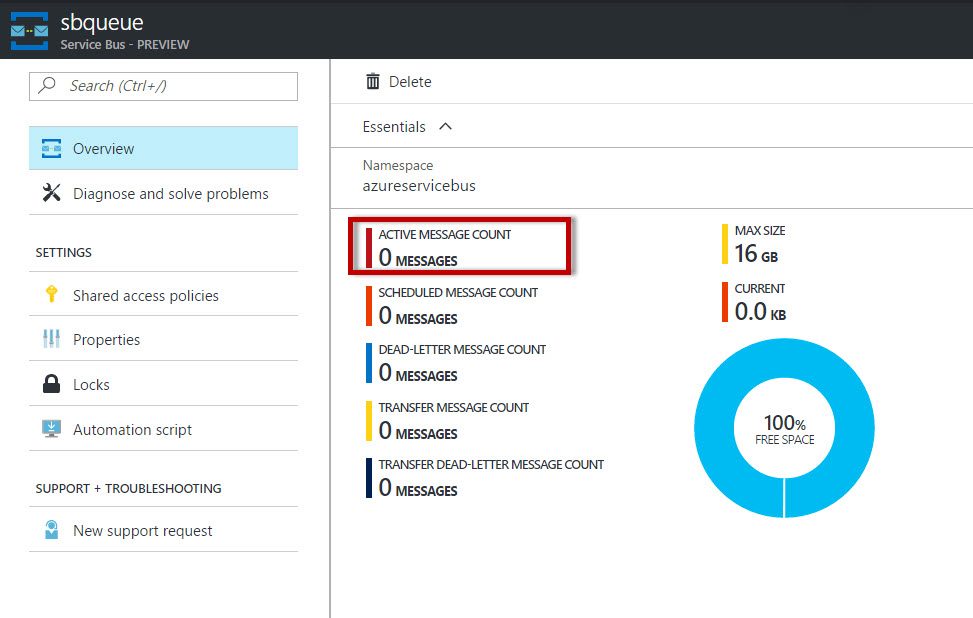 sbqueue
Service Bus - PREVIEW
Search (Ctrl+/)
Overview
Diagnose and solve problems
SETTINGS
Shared access policies
Properties
Locks
Automation script
SUPPORT + TROUBLESHOOTING
New support request
Delete
Essentials
Namespace
azureservicebus
ACTIVE MESSAGE COUNT
0 MESSAGES
SCHEDULED MESSAGE COUNT
0 MESSAGES
DEAD-LETTER MESSAGE COUNT
0 MESSAGES
TRANSFER MESSAGE COUNT
0 MESSAGES
TRANSFER DEAD-LETTER MESSAGE COUNT
0 MESSAGES
MAX SIZE
16 GB
CURRENT
0.0 KB
100%
FREE SPACE